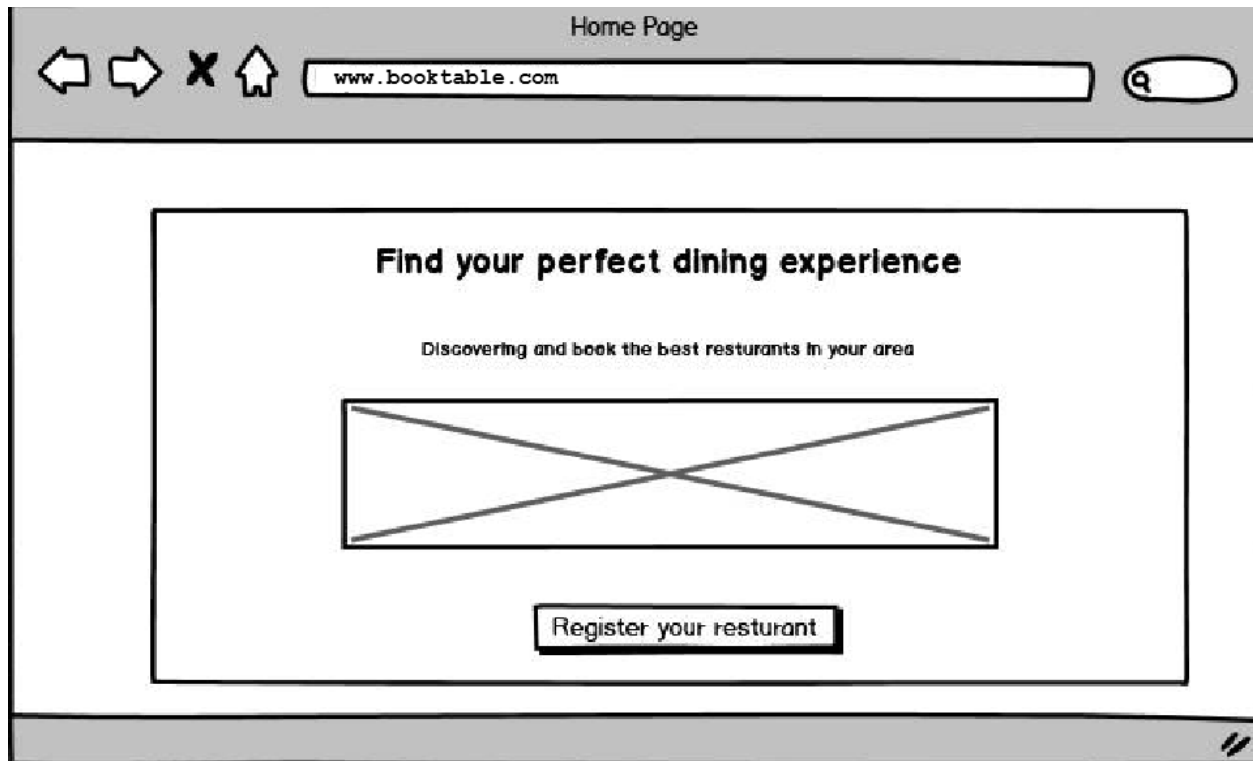 Home Page
www.booktable.com
Find your perfect dining experience
Discovering and book the best resturants in your area
Register your resturant